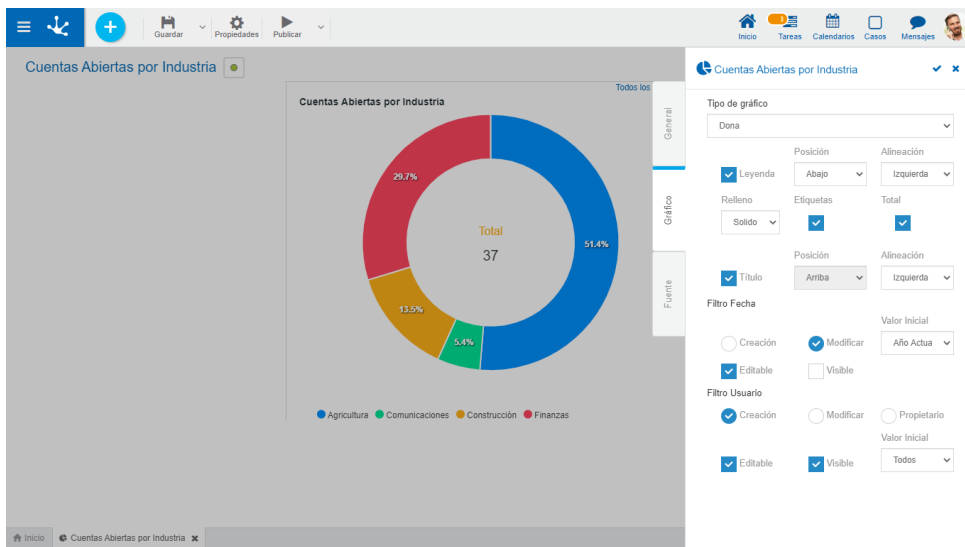 Guardar Propiedades Publicar
Inicio Tareas Calendarios Casos Mensajes
Cuentas Abiertas por Industria
Todos los
Cuentas Abiertas por Industria
29.7%
51.4%
13.5%
5.4%
Total
37
Agricultura Comunicaciones Construcción Finanzas
General
Gráfico
Fuente
Cuentas Abiertas por Industria
Tipo de gráfico
Dona
Posición Alineación
Leyenda Abajo Izquierda
Relleno Etiquetas Total
Solido
Posición Alineación
Título Arriba Izquierda
Filtro Fecha
Valor Inicial
Creación Modificar Año Actua
Editable Visible
Filtro Usuario
Creación Modificar Propietario
Valor Inicial
Editable Visible Todos
Inicio Cuentas Abiertas por Industria